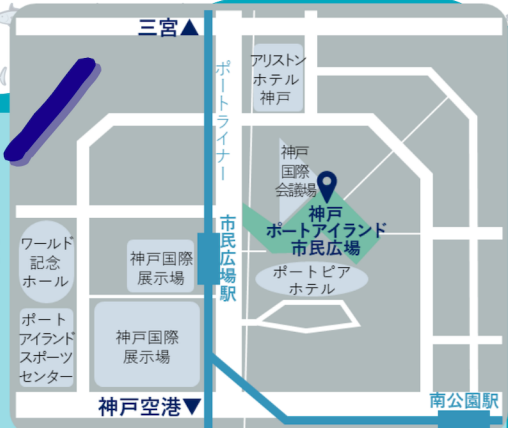 三宮▲
アリストン
ホテル
神戸
ポートライナー
神戸
国際
会議場
神戸
ポートアイランド
市民広場
市民広場駅
ワールド
記念
ホール
神戸国際
展示場
ポートピア
ホテル
ポート
アイランド
スポーツ
センター
神戸国際
展示場
神戸空港▼
南公園駅